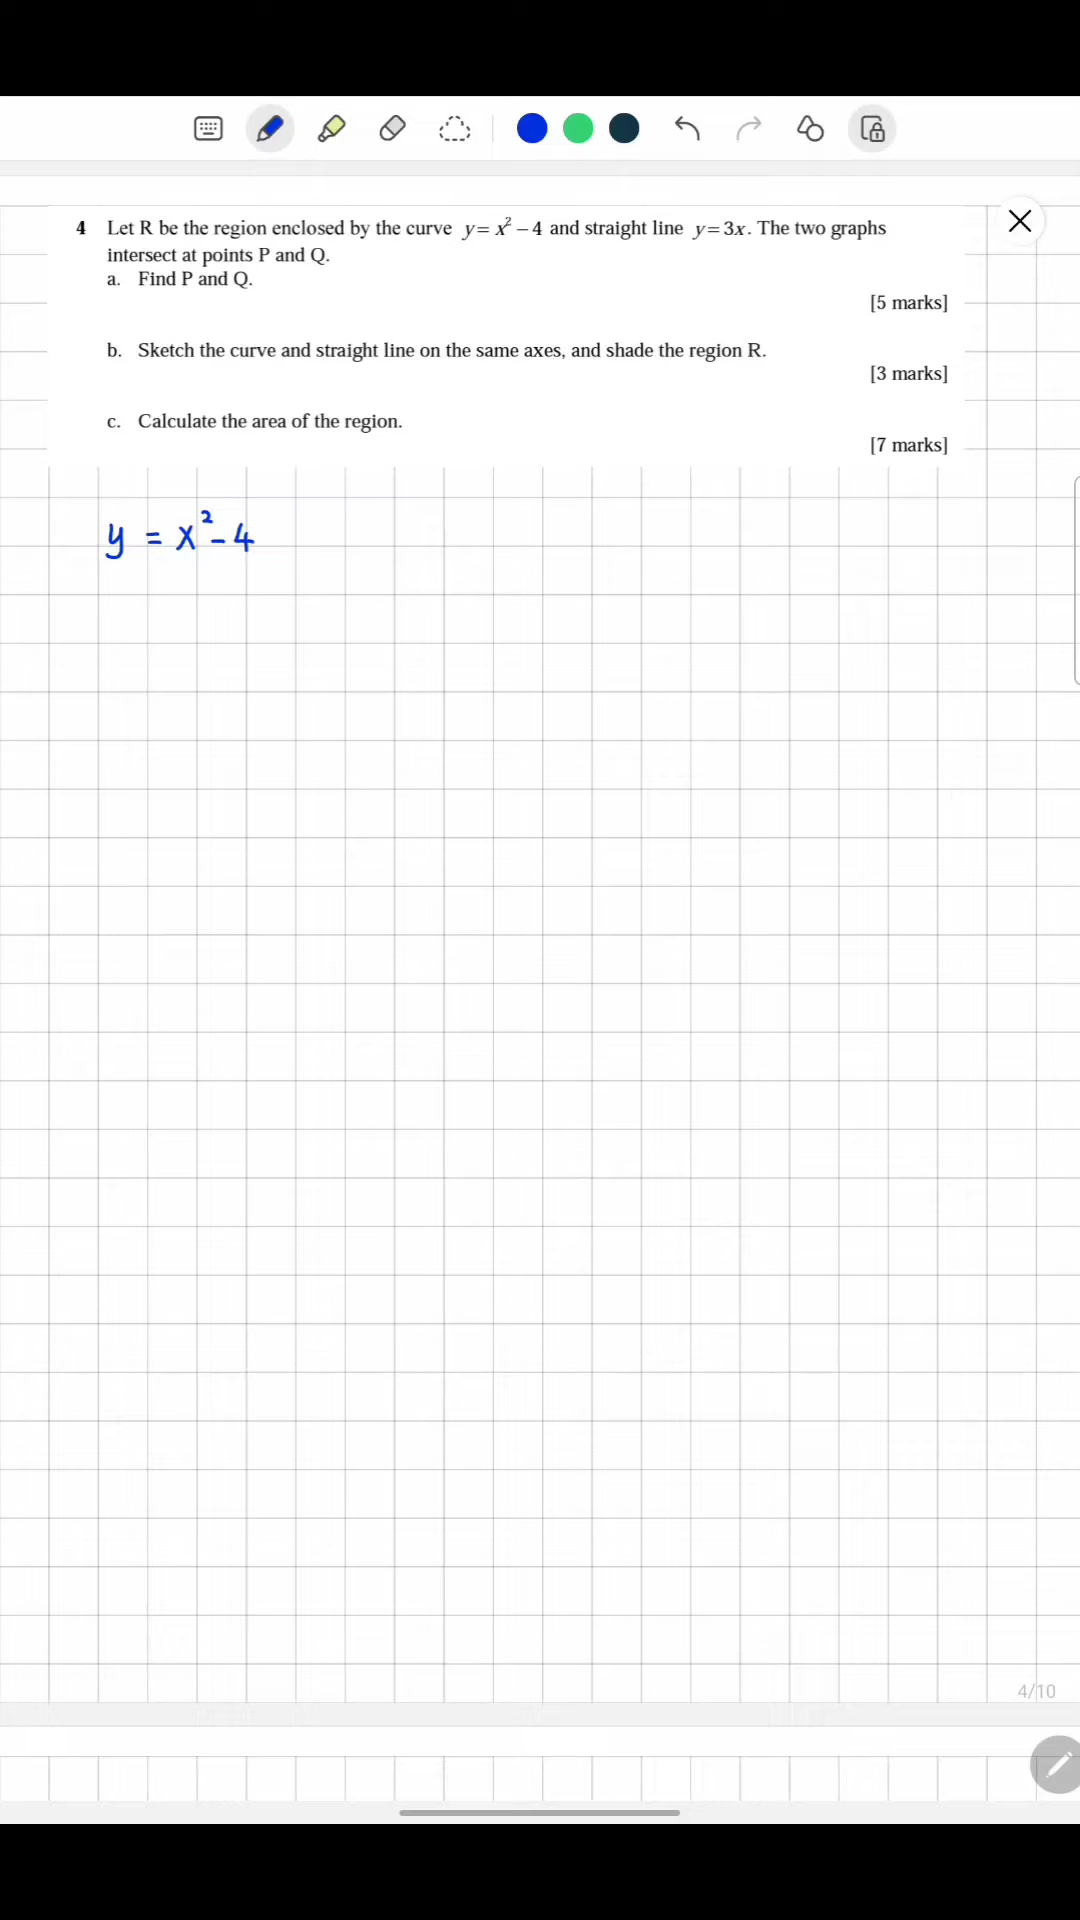 4 Let R be the region enclosed by the curve y = x² – 4 and straight line y = 3x. The two graphs
intersect at points P and Q.
a. Find P and Q.
[5 marks]
b. Sketch the curve and straight line on the same axes, and shade the region R.
[3 marks]
c. Calculate the area of the region.
[7 marks]
y = x² - 4
4/10